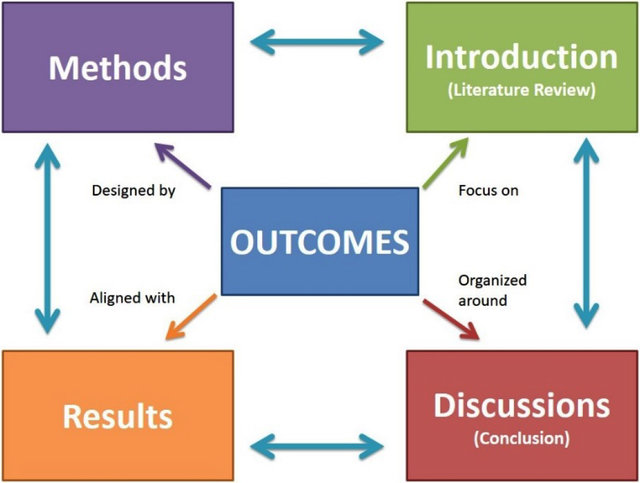 Methods
Introduction
(Literature Review)
Designed by
Focus on
OUTCOMES
Aligned with
Organized
around
Results
Discussions
(Conclusion)